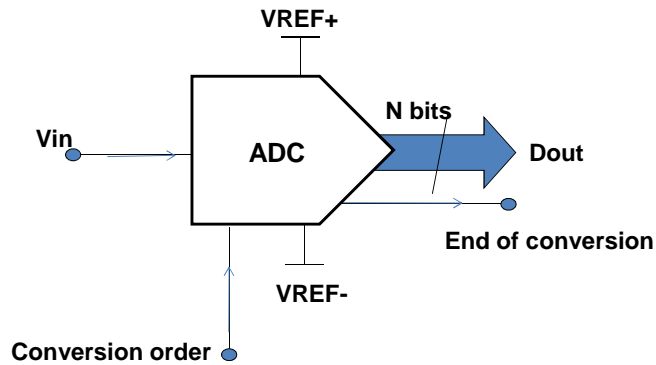 VREF+
N bits
Vin
ADC
Dout
End of conversion
VREF-
Conversion order